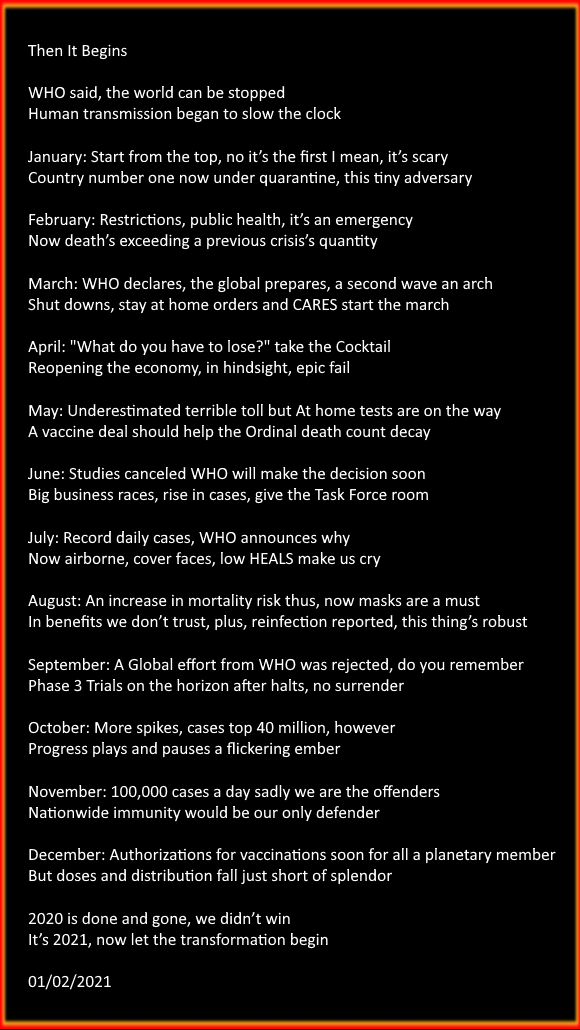 Then It Begins
WHO said, the world can be stopped
Human transmission began to slow the clock
January: Start from the top, no it’s the first I mean, it’s scary
Country number one now under quarantine, this tiny adversary
February: Restrictions, public health, it’s an emergency
Now death’s exceeding a previous crisis’s quantity
March: WHO declares, the global prepares, a second wave an arch
Shut downs, stay at home orders and CARES start the march
April: "What do you have to lose?" take the Cocktail
Reopening the economy, in hindsight, epic fail
May: Underestimated terrible toll but At home tests are on the way
A vaccine deal should help the Ordinal death count decay
June: Studies canceled WHO will make the decision soon
Big business races, rise in cases, give the Task Force room
July: Record daily cases, WHO announces why
Now airborne, cover faces, low HEALS make us cry
August: An increase in mortality risk thus, now masks are a must
In benefits we don’t trust, plus, reinfection reported, this thing’s robust
September: A Global effort from WHO was rejected, do you remember
Phase 3 Trials on the horizon after halts, no surrender
October: More spikes, cases top 40 million, however
Progress plays and pauses a flickering ember
November: 100,000 cases a day sadly we are the offenders
Nationwide immunity would be our only defender
December: Authorizations for vaccinations soon for all a planetary member
But doses and distribution fall just short of splendor
2020 is done and gone, we didn’t win
It’s 2021, now let the transformation begin
01/02/2021